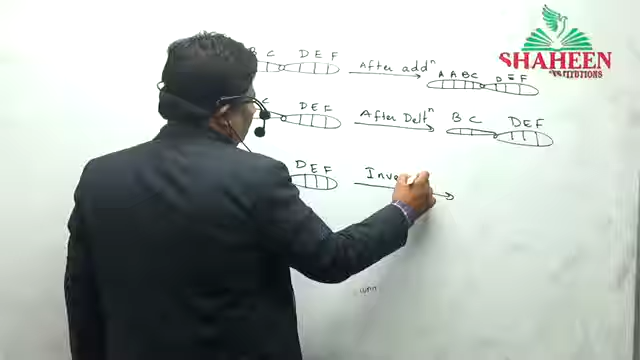 B C D E F After addⁿ A A B C D E F
C D E F After Deltⁿ B C D E F
D E F Inve
SHAHEEN